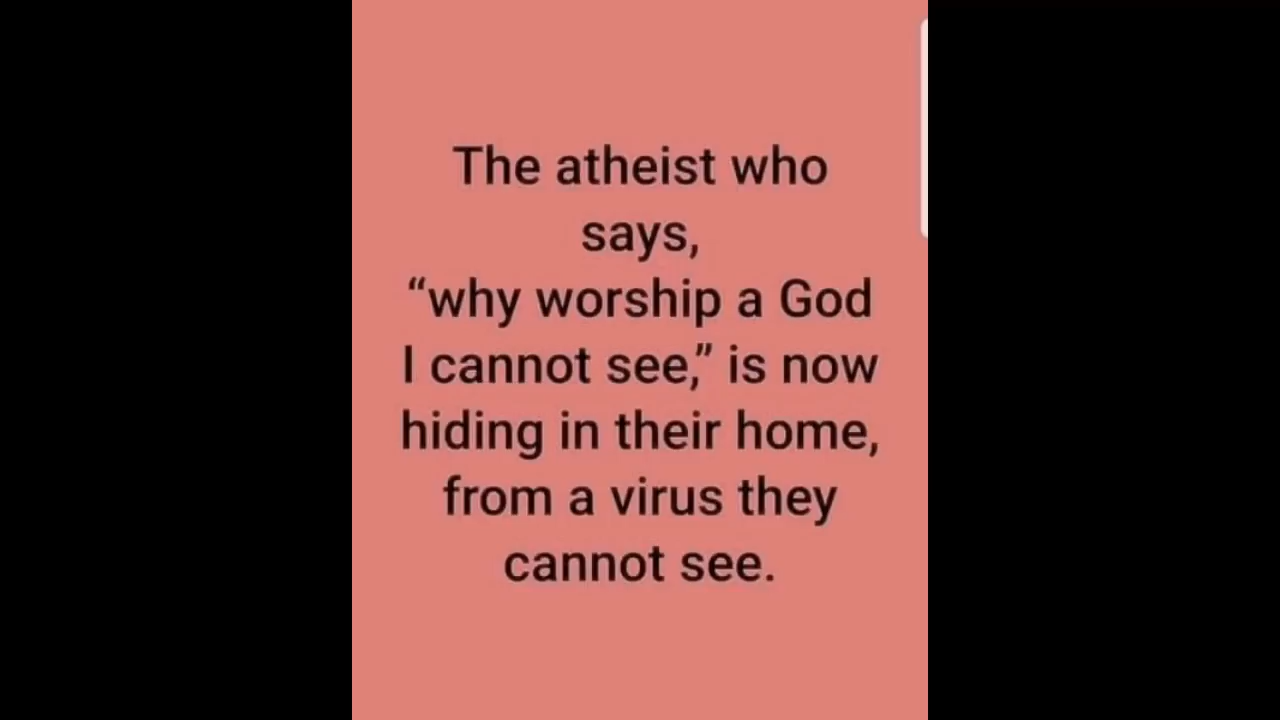 The atheist who
says,
“why worship a God
I cannot see,” is now
hiding in their home,
from a virus they
cannot see.